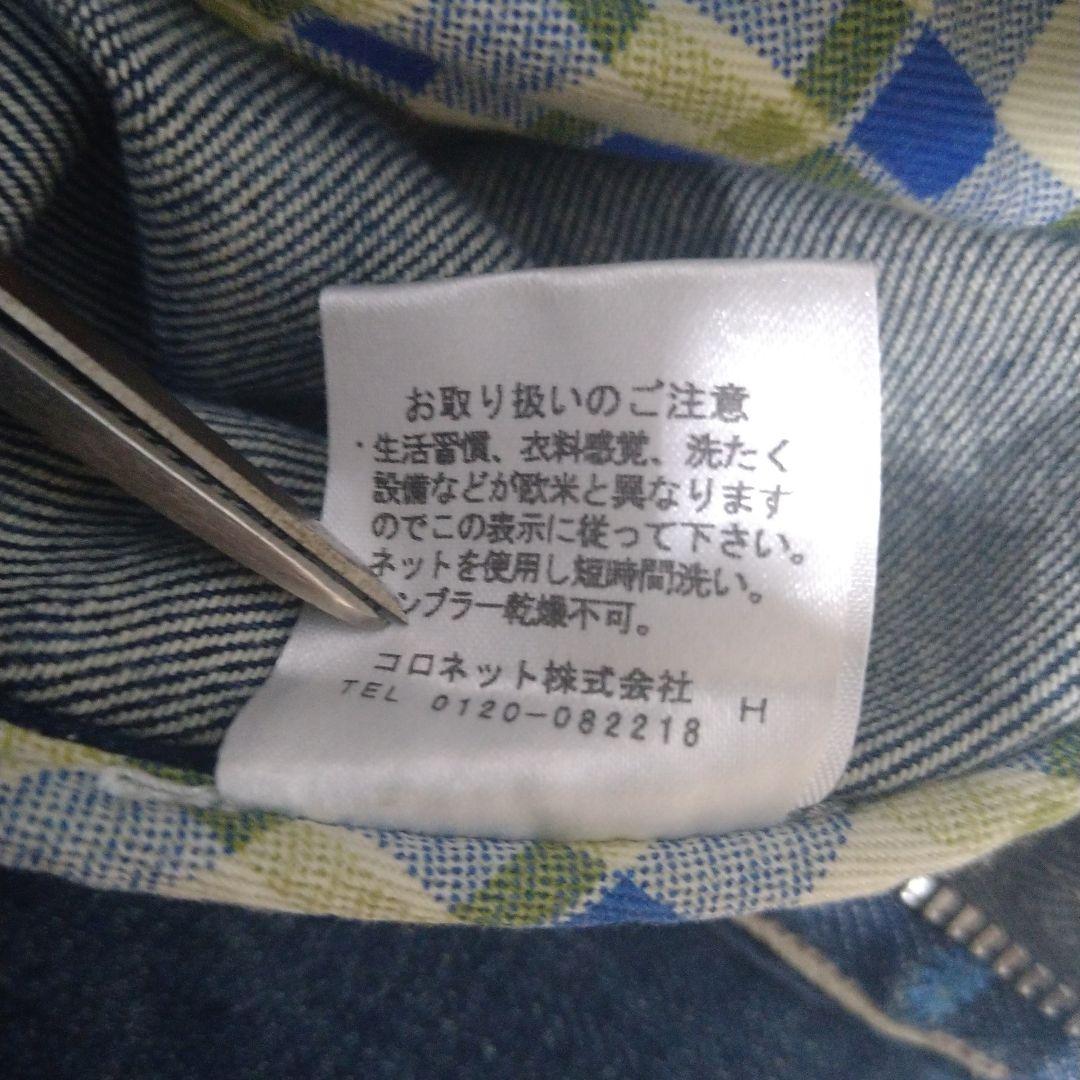 お取り扱いのご注意
・生活習慣、衣料感覚、洗たく
設備などが欧米と異なります
のでこの表示に従って下さい。
ネットを使用し短時間洗い。
ンブラー乾燥不可。
コロネット株式会社
TEL 0120-082218 H